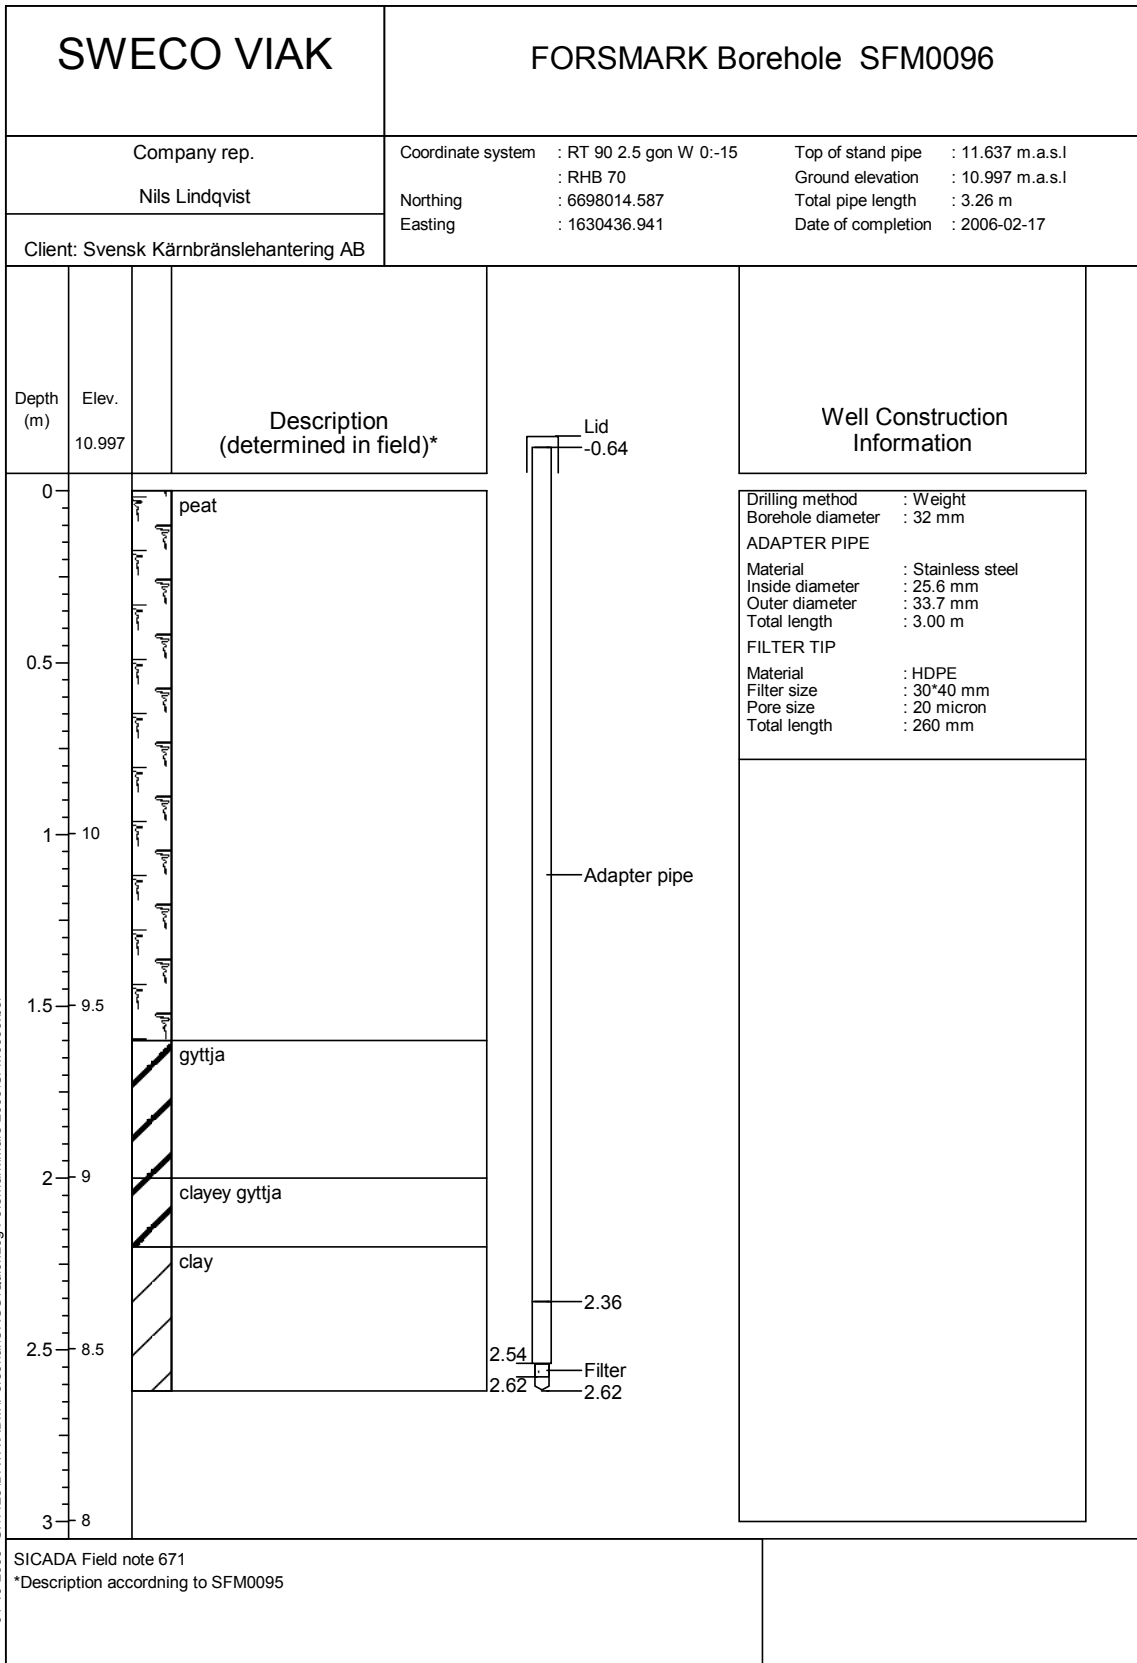 SWECO VIAK
FORSMARK Borehole SFM0096
Company rep.
Nils Lindqvist
Client: Svensk Kärnbränslehantering AB
Coordinate system : RT 90 2.5 gon W 0:-15
: RHB 70
Northing : 6698014.587
Easting : 1630436.941
Top of stand pipe : 11.637 m.a.s.l
Ground elevation : 10.997 m.a.s.l
Total pipe length : 3.26 m
Date of completion : 2006-02-17
Depth
(m)
Elev.
10.997
Description
(determined in field)*
Lid
-0.64
Well Construction
Information
0
peat
0.5
1
10
1.5
9.5
gyttja
2
9
clayey gyttja
clay
2.5
8.5
3
8
Adapter pipe
2.36
2.54
Filter
2.62
2.62
Drilling method : Weight
Borehole diameter : 32 mm
ADAPTER PIPE
Material : Stainless steel
Inside diameter : 25.6 mm
Outer diameter : 33.7 mm
Total length : 3.00 m
FILTER TIP
Material : HDPE
Filter size : 30*40 mm
Pore size : 20 micron
Total length : 260 mm
SICADA Field note 671
*Description accordning to SFM0095